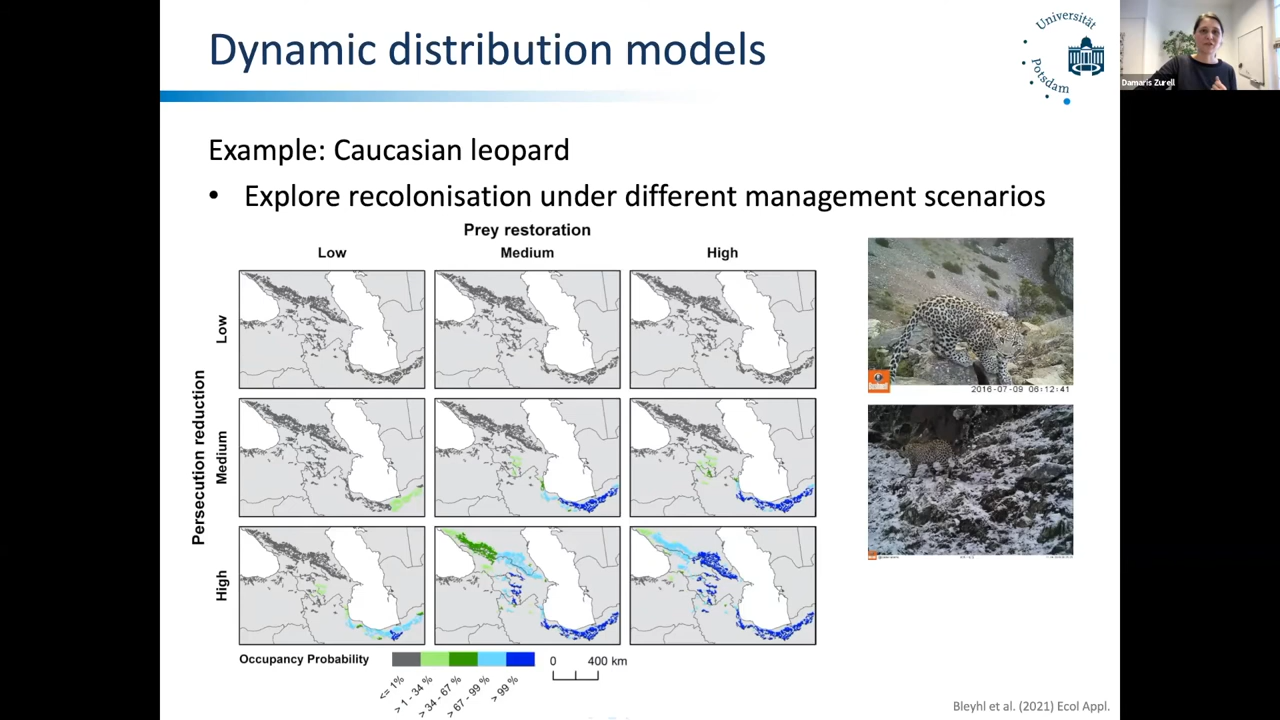 Dynamic distribution models
Universität
Potsdam
Damaris Zurell
Example: Caucasian leopard
• Explore recolonisation under different management scenarios
Prey restoration
Low
Medium
High
Persecution reduction
Low
Medium
High
2016-07-09 06:12:41
Occupancy Probability
<= 1%
> 1 - 34 %
> 34 - 67 %
> 67 - 99 %
> 99 %
0 400 km
Bleyhl et al. (2021) Ecol Appl.